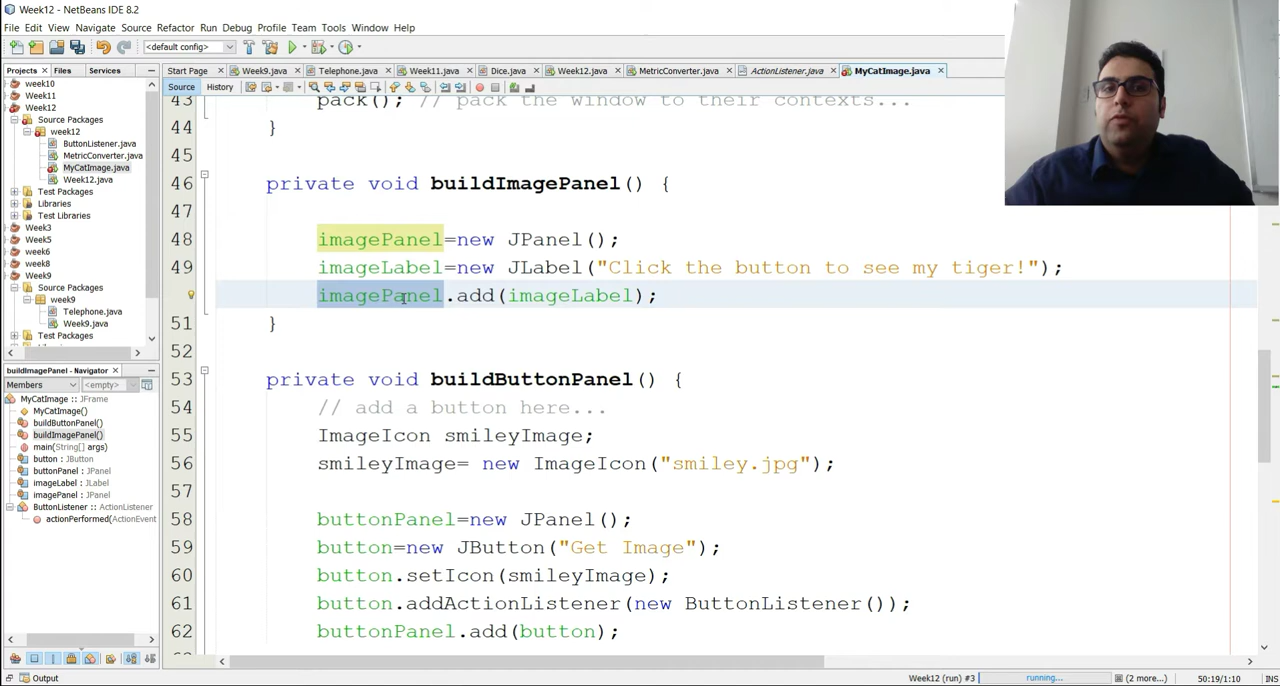 Week12 - NetBeans IDE 8.2
File Edit View Navigate Source Refactor Run Debug Profile Team Tools Window Help
<default config>
Projects Files Services
Start Page Week9.java Telephone.java Week11.java Dice.java Week12.java MetricConverter.java ActionListener.java MyCatImage.java
Source History
week10
Week11
Week12
Source Packages
week12
ButtonListener.java
MetricConverter.java
MyCatImage.java
Week12.java
Test Packages
Libraries
Test Libraries
Week3
Week5
week6
week8
Week9
Source Packages
week9
Telephone.java
Week9.java
Test Packages
buildImagePanel - Navigator
Members <empty>
MyCatImage :: JFrame
MyCatImage()
buildButtonPanel()
buildImagePanel()
main(String[] args)
button : JButton
buttonPanel : JPanel
imageLabel : JLabel
imagePanel : JPanel
ButtonListener :: ActionListener
actionPerformed(ActionEvent
43 pack(); // pack the window to their contexts...
44 }
45
46 private void buildImagePanel() {
47
48 imagePanel=new JPanel();
49 imageLabel=new JLabel("Click the button to see my tiger!");
imagePanel.add(imageLabel);
51 }
52
53 private void buildButtonPanel() {
54 // add a button here...
55 ImageIcon smileyImage;
56 smileyImage= new ImageIcon("smiley.jpg");
57
58 buttonPanel=new JPanel();
59 button=new JButton("Get Image");
60 button.setIcon(smileyImage);
61 button.addActionListener(new ButtonListener());
62 buttonPanel.add(button);
Output
Week12 (run) #3 running... (2 more...) 50:19/1:10 INS